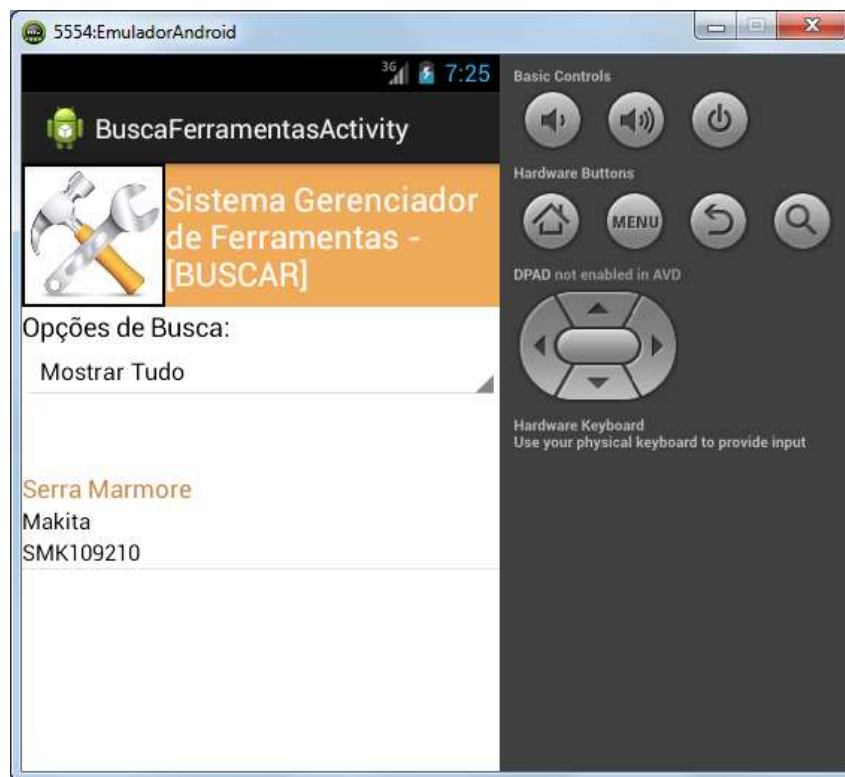 5554:EmuladorAndroid
3G 7:25
BuscaFerramentasActivity
Sistema Gerenciador
de Ferramentas -
[BUSCAR]
Opções de Busca:
Mostrar Tudo
Serra Marmore
Makita
SMK109210
Basic Controls
Hardware Buttons
MENU
DPAD not enabled in AVD
Hardware Keyboard
Use your physical keyboard to provide input